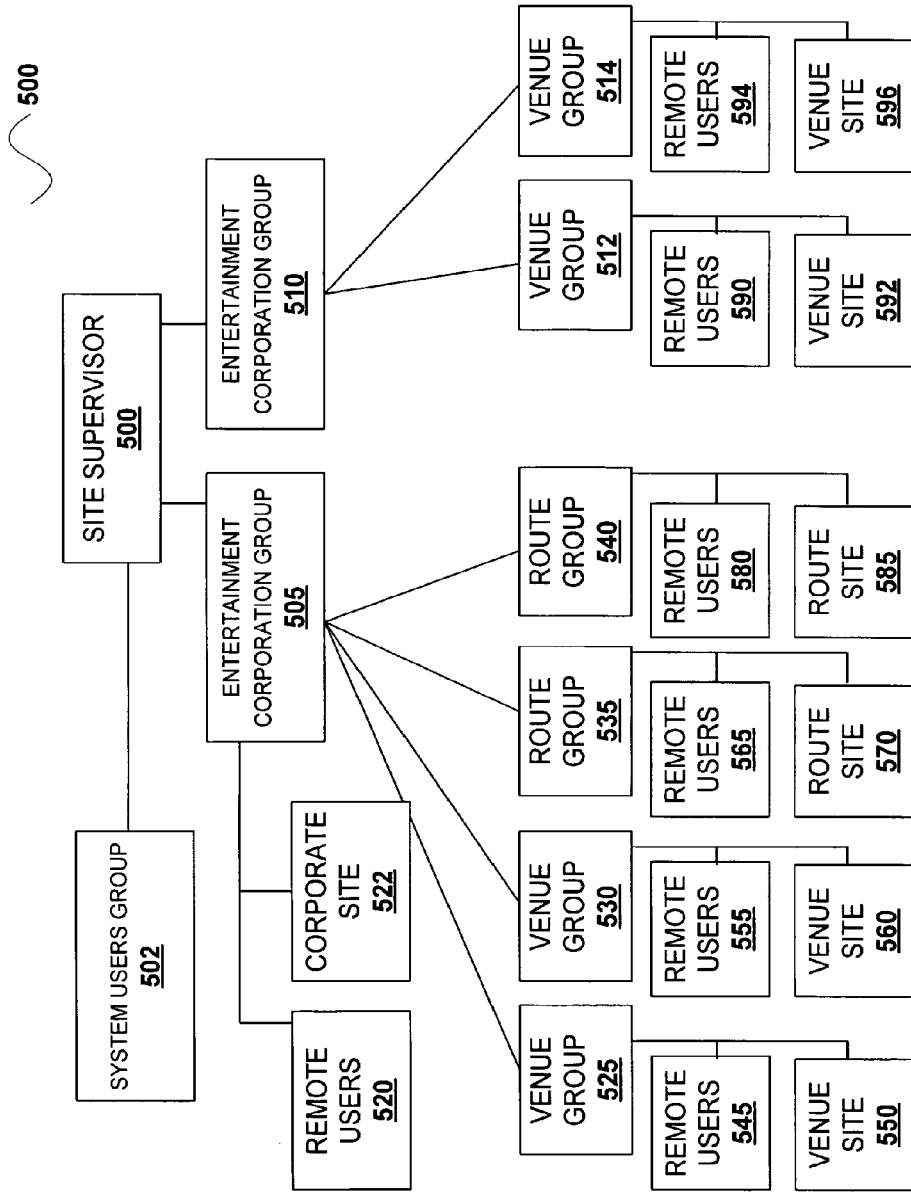 500
SITE SUPERVISOR
500
SYSTEM USERS GROUP
502
ENTERTAINMENT
CORPORATION GROUP
505
ENTERTAINMENT
CORPORATION GROUP
510
REMOTE
USERS
520
CORPORATE
SITE
522
VENUE
GROUP
525
VENUE
GROUP
530
ROUTE
GROUP
535
ROUTE
GROUP
540
VENUE
GROUP
512
VENUE
GROUP
514
REMOTE
USERS
545
REMOTE
USERS
555
REMOTE
USERS
565
REMOTE
USERS
580
REMOTE
USERS
590
REMOTE
USERS
594
VENUE
SITE
550
VENUE
SITE
560
ROUTE
SITE
570
ROUTE
SITE
585
VENUE
SITE
592
VENUE
SITE
596